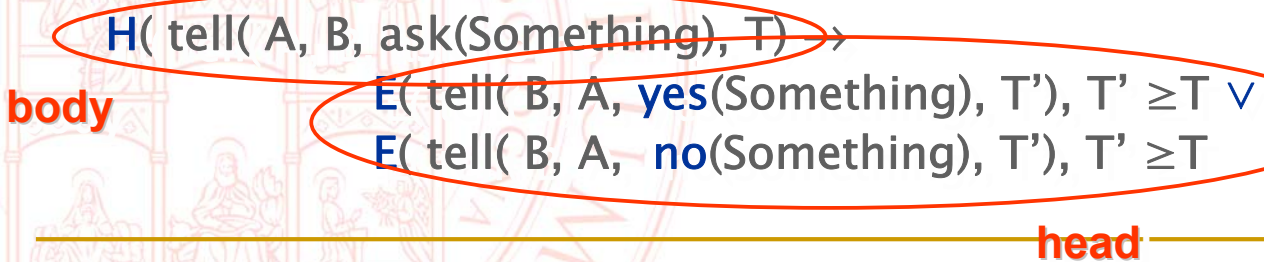 H( tell( A, B, ask(Something), T) →
body
E( tell( B, A, yes(Something), T’), T’ ≥T ∨
E( tell( B, A, no(Something), T’), T’ ≥T
head